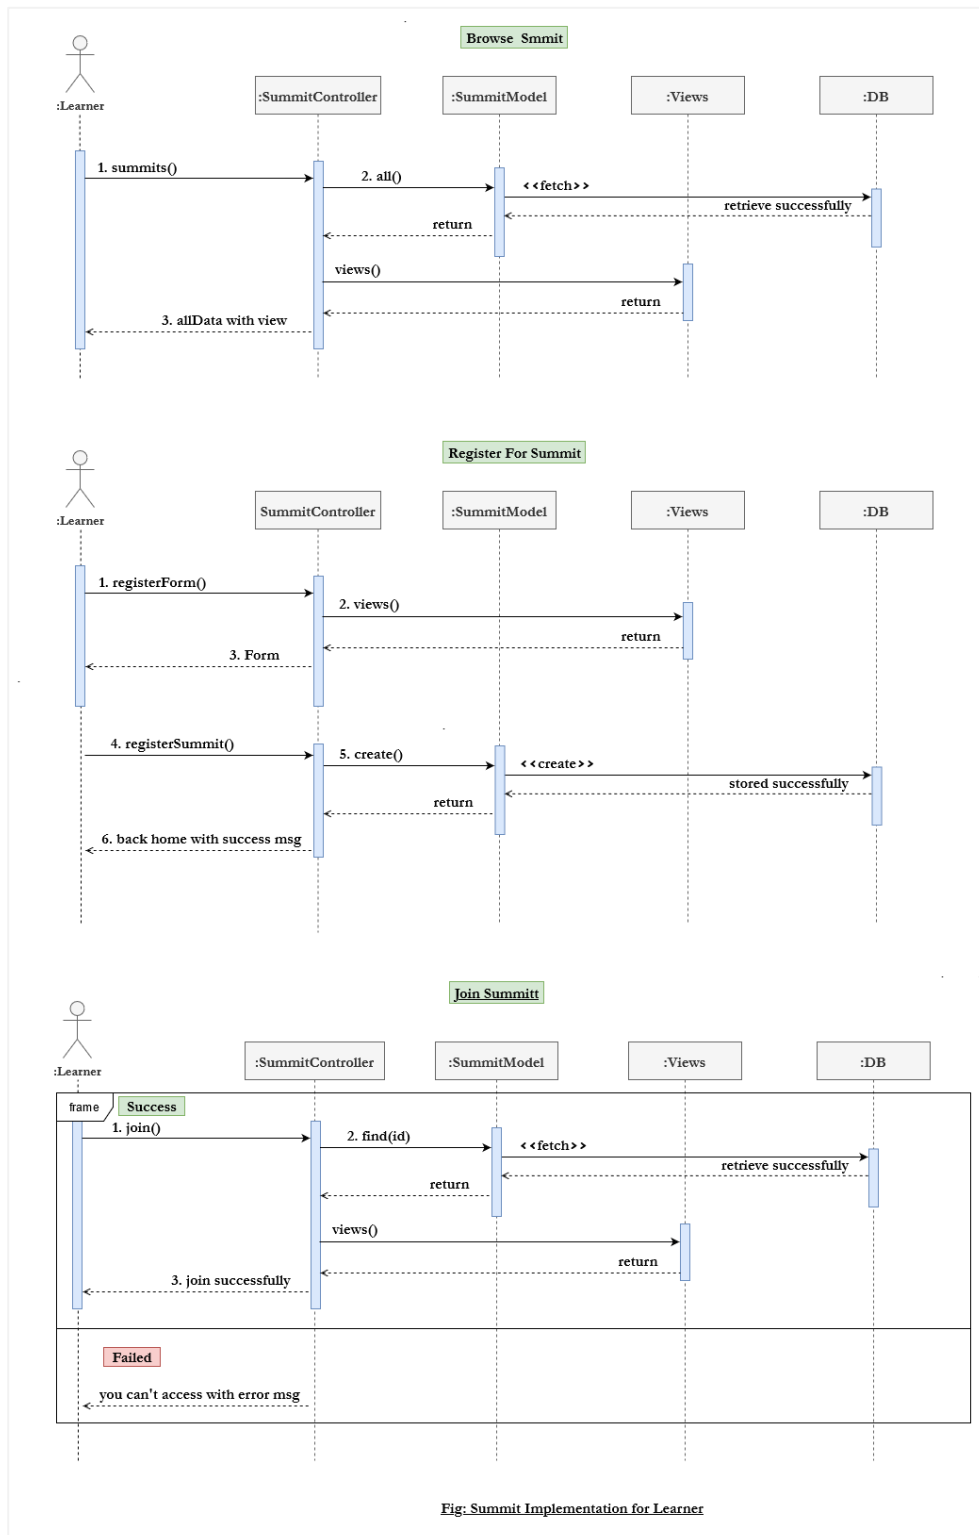 Browse Smmit
:Learner
:SummitController
:SummitModel
:Views
:DB
1. summits()
2. all()
<<fetch>>
retrieve successfully
return
views()
return
3. allData with view
Register For Summit
:Learner
SummitController
:SummitModel
:Views
:DB
1. registerForm()
2. views()
return
3. Form
4. registerSummit()
5. create()
<<create>>
stored successfully
return
6. back home with success msg
Join Summitt
:Learner
:SummitController
:SummitModel
:Views
:DB
frame
Success
1. join()
2. find(id)
<<fetch>>
retrieve successfully
return
views()
return
3. join successfully
Failed
you can't access with error msg
Fig: Summit Implementation for Learner